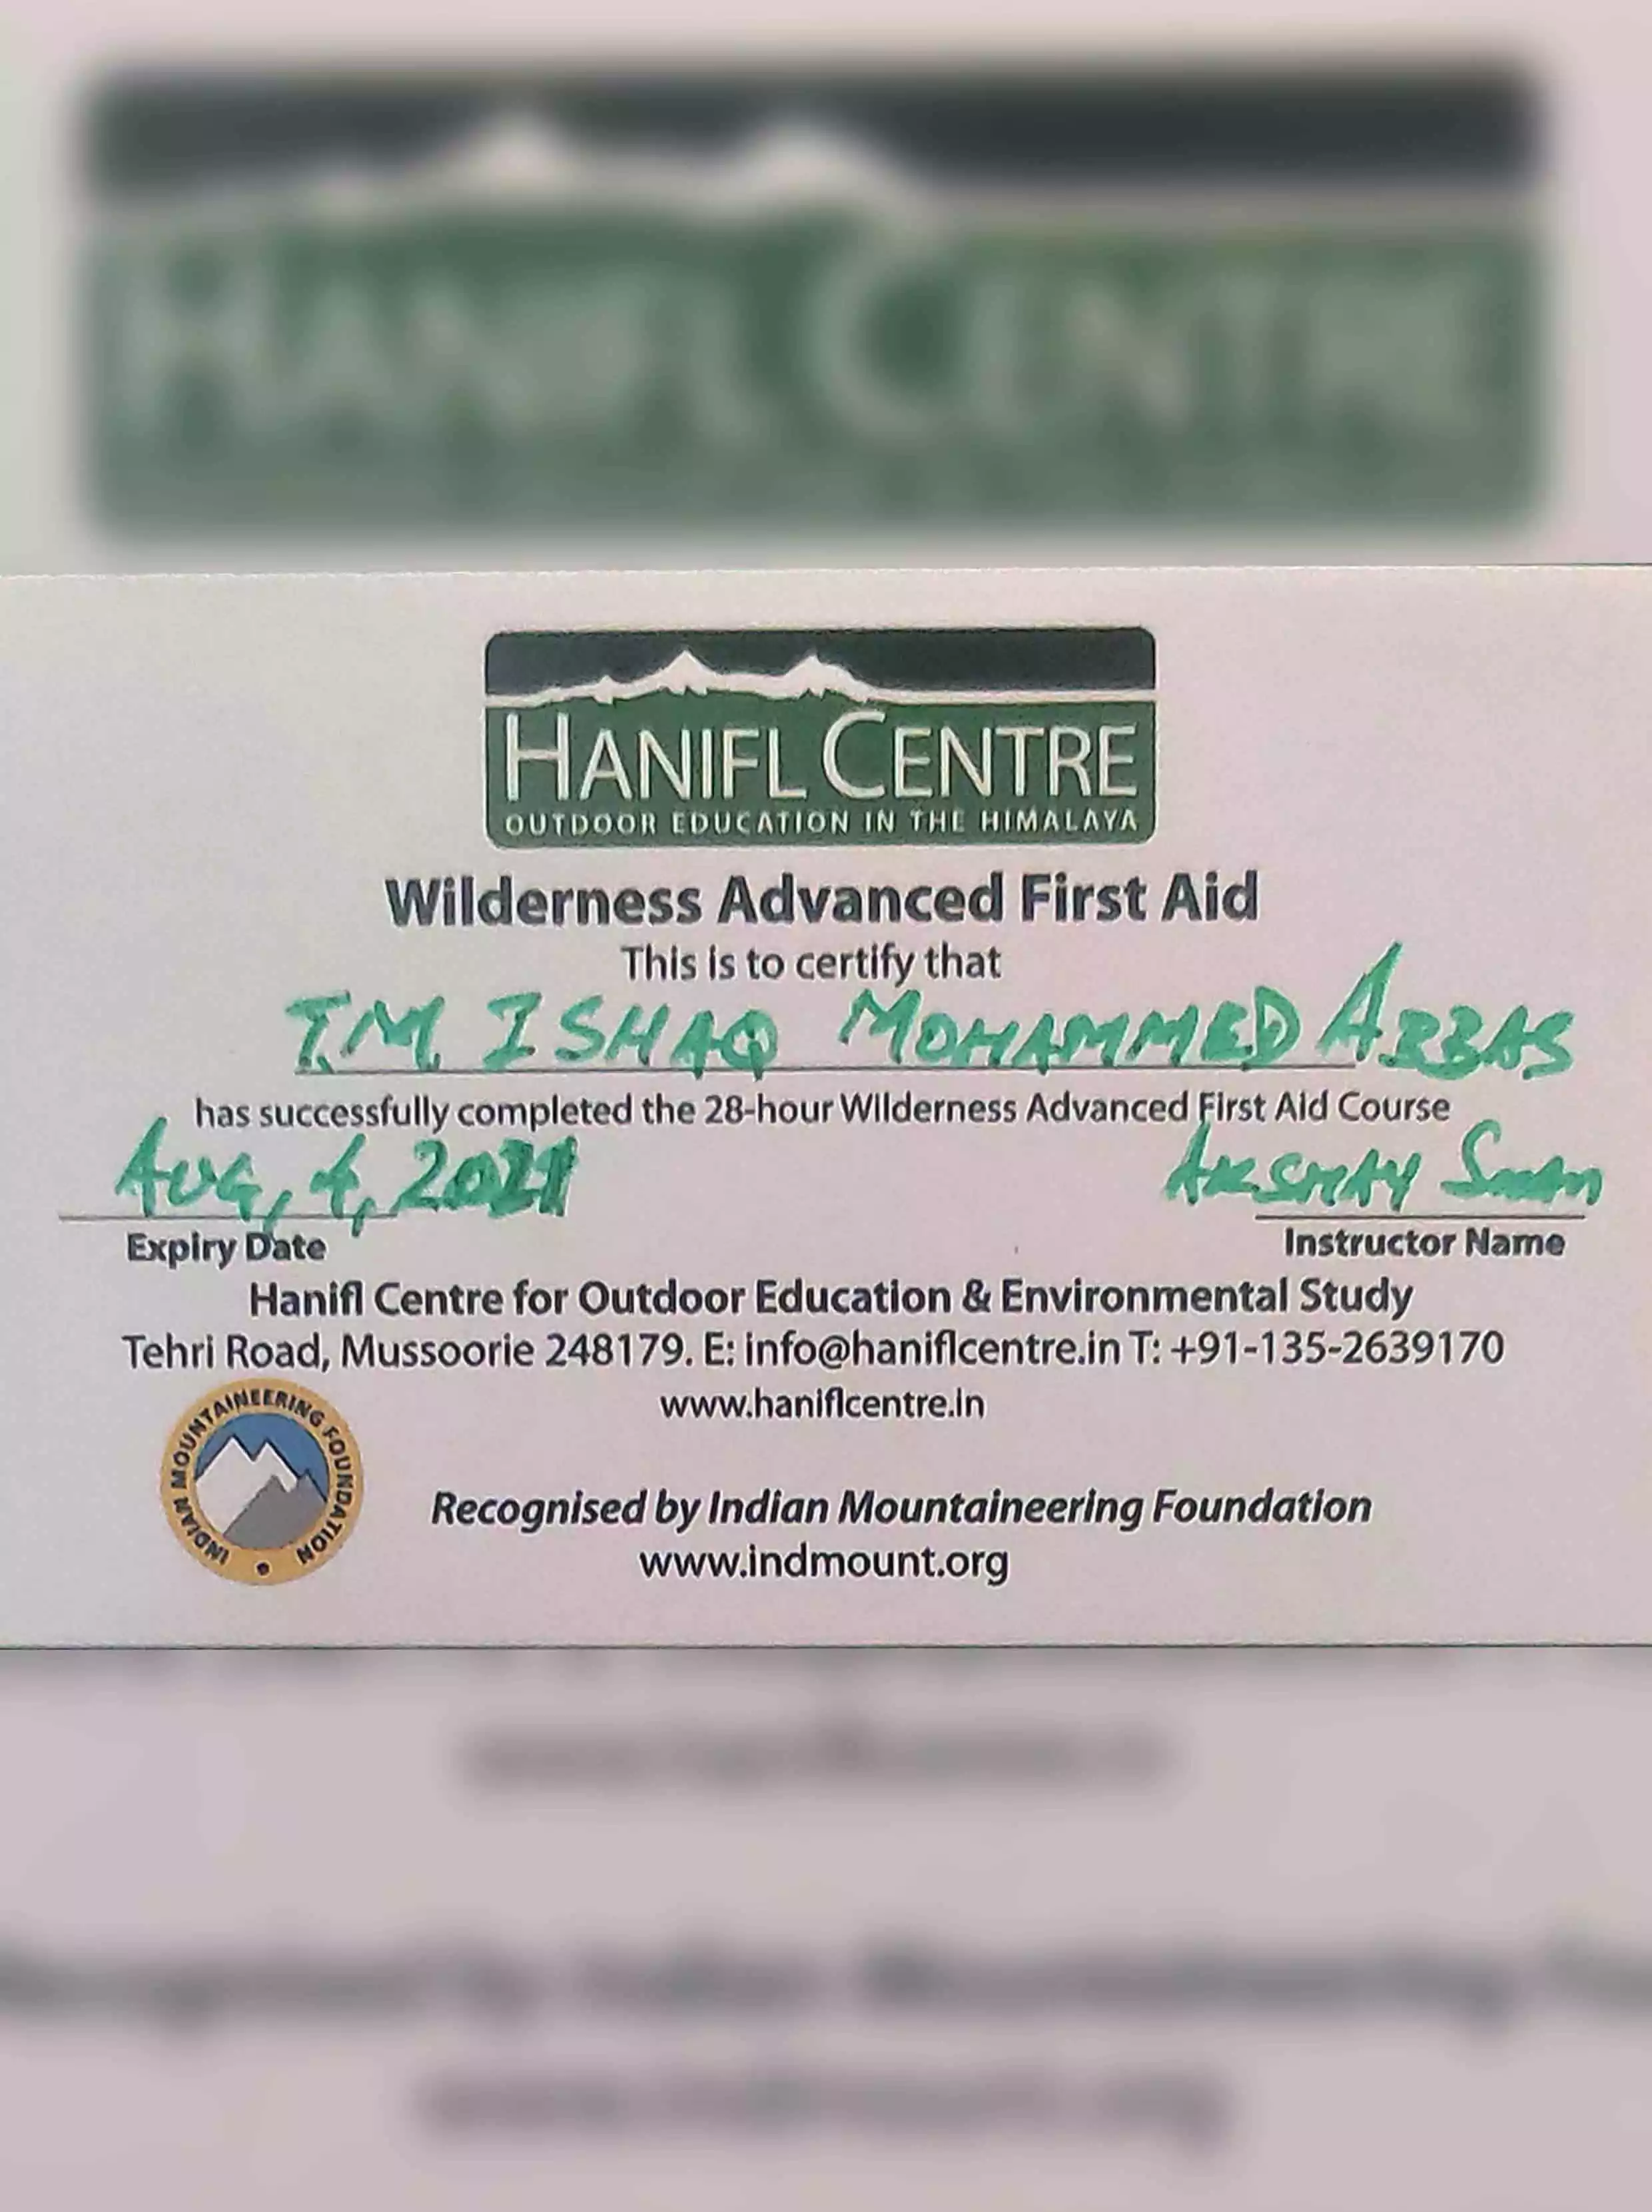 HANIFL CENTRE
OUTDOOR EDUCATION IN THE HIMALAYA
Wilderness Advanced First Aid
This is to certify that
T.M. ISHAQ MOHAMMED ABBAS
has successfully completed the 28-hour Wilderness Advanced First Aid Course
AUG, 4, 2021 AKSHAY
Expiry Date Instructor Name
Hanifl Centre for Outdoor Education & Environmental Study
Tehri Road, Mussoorie 248179. E: info@haniflcentre.in T: +91-135-2639170
www.haniflcentre.in
INDIAN MOUNTAINEERING FOUNDATION
Recognised by Indian Mountaineering Foundation
www.indmount.org